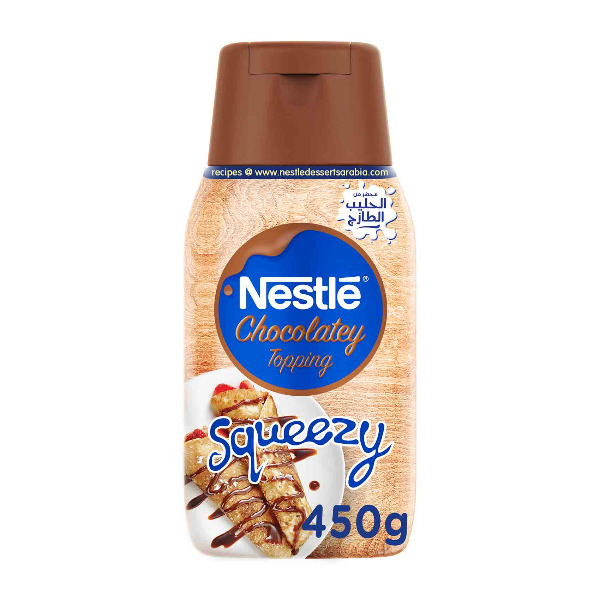 recipes @ www.nestledessertsarabia.com
محضر من
الحليب
الطازج
Nestlé®
Chocolatey
Topping
Squeezy
450g